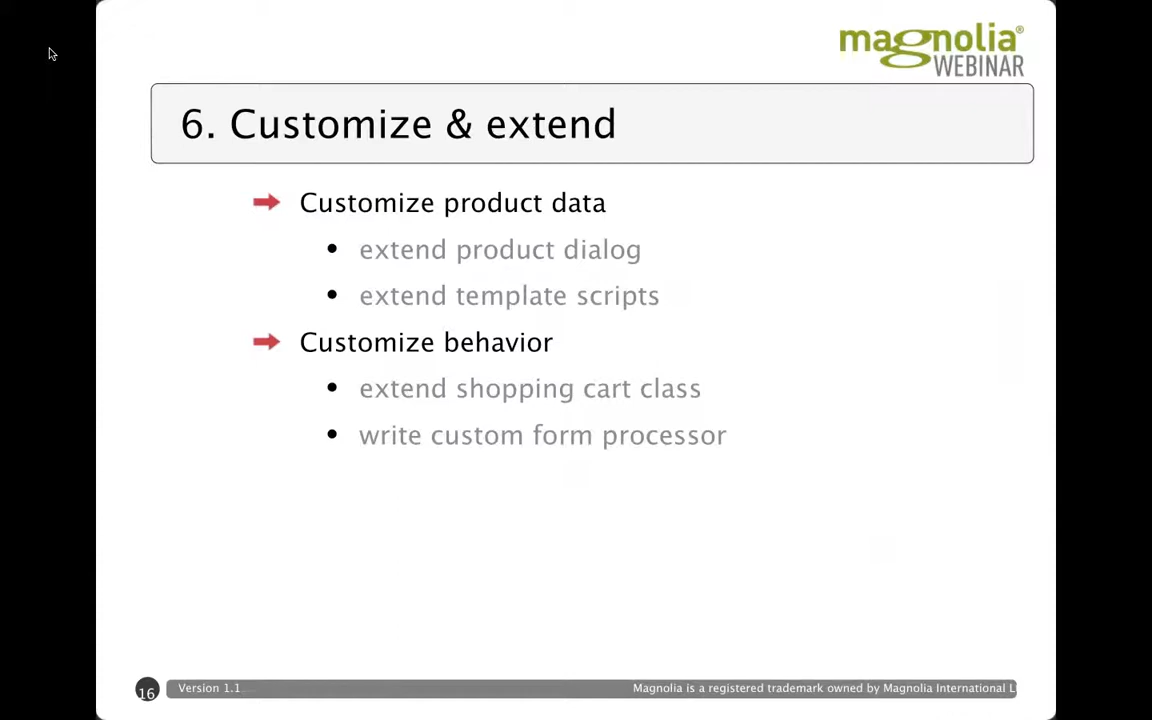 magnolia®
WEBINAR
6. Customize & extend
Customize product data
• extend product dialog
• extend template scripts
Customize behavior
• extend shopping cart class
• write custom form processor
16
Version 1.1
Magnolia is a registered trademark owned by Magnolia International